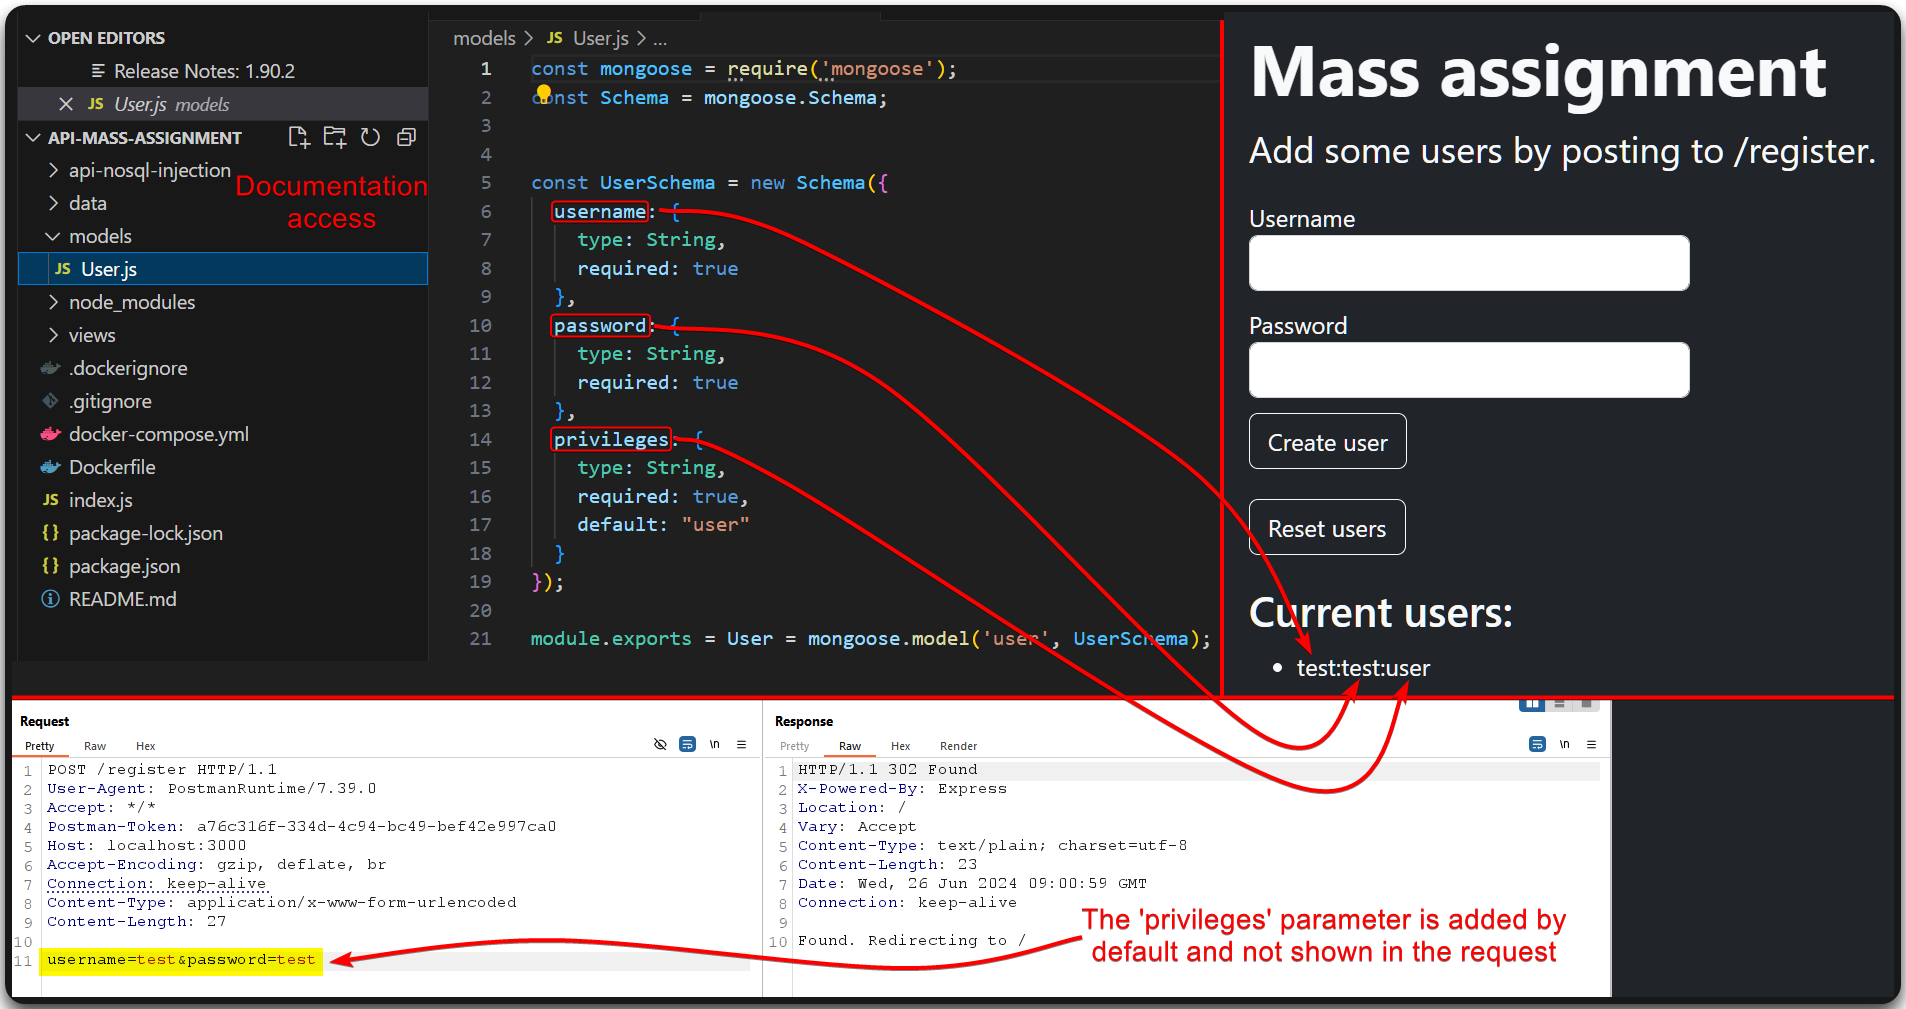 OPEN EDITORS
Release Notes: 1.90.2
JS User.js models
API-MASS-ASSIGNMENT
api-nosql-injection
data
models
JS User.js
node_modules
views
.dockerignore
.gitignore
docker-compose.yml
Dockerfile
JS index.js
{} package-lock.json
{} package.json
README.md
Documentation
access
models > JS User.js > ...
1 const mongoose = require('mongoose');
2 const Schema = mongoose.Schema;
3
4
5 const UserSchema = new Schema({
6 username: {
7 type: String,
8 required: true
9 },
10 password: {
11 type: String,
12 required: true
13 },
14 privileges: {
15 type: String,
16 required: true,
17 default: "user"
18 }
19 });
20
21 module.exports = User = mongoose.model('user', UserSchema);
Mass assignment
Add some users by posting to /register.
Username
Password
Create user
Reset users
Current users:
• test:test:user
Request
Pretty Raw Hex
\n
1 POST /register HTTP/1.1
2 User-Agent: PostmanRuntime/7.39.0
3 Accept: */*
4 Postman-Token: a76c316f-334d-4c94-bc49-bef42e997ca0
5 Host: localhost:3000
6 Accept-Encoding: gzip, deflate, br
7 Connection: keep-alive
8 Content-Type: application/x-www-form-urlencoded
9 Content-Length: 27
10
11 username=test&password=test
Response
Pretty Raw Hex Render
\n
1 HTTP/1.1 302 Found
2 X-Powered-By: Express
3 Location: /
4 Vary: Accept
5 Content-Type: text/plain; charset=utf-8
6 Content-Length: 23
7 Date: Wed, 26 Jun 2024 09:00:59 GMT
8 Connection: keep-alive
9
10 Found. Redirecting to /
The 'privileges' parameter is added by
default and not shown in the request